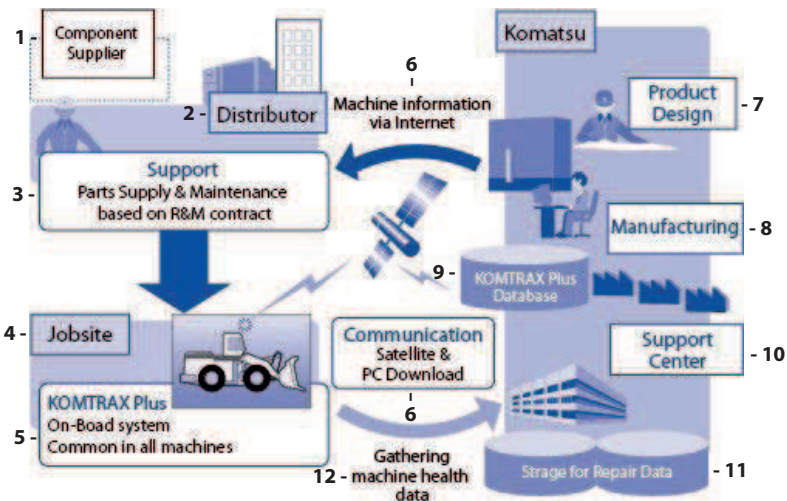 1 - Component
Supplier
2 - Distributor
6
Machine information
via Internet
Komatsu
Product
Design - 7
Support
3 - Parts Supply & Maintenance
based on R&M contract
Manufacturing - 8
9 - KOMTRAX Plus
Database
4 - Jobsite
Communication
Satellite &
PC Download
6
Support
Center - 10
KOMTRAX Plus
5 - On-Boad system
Common in all machines
12 - Gathering
machine health
data
Strage for Repair Data - 11